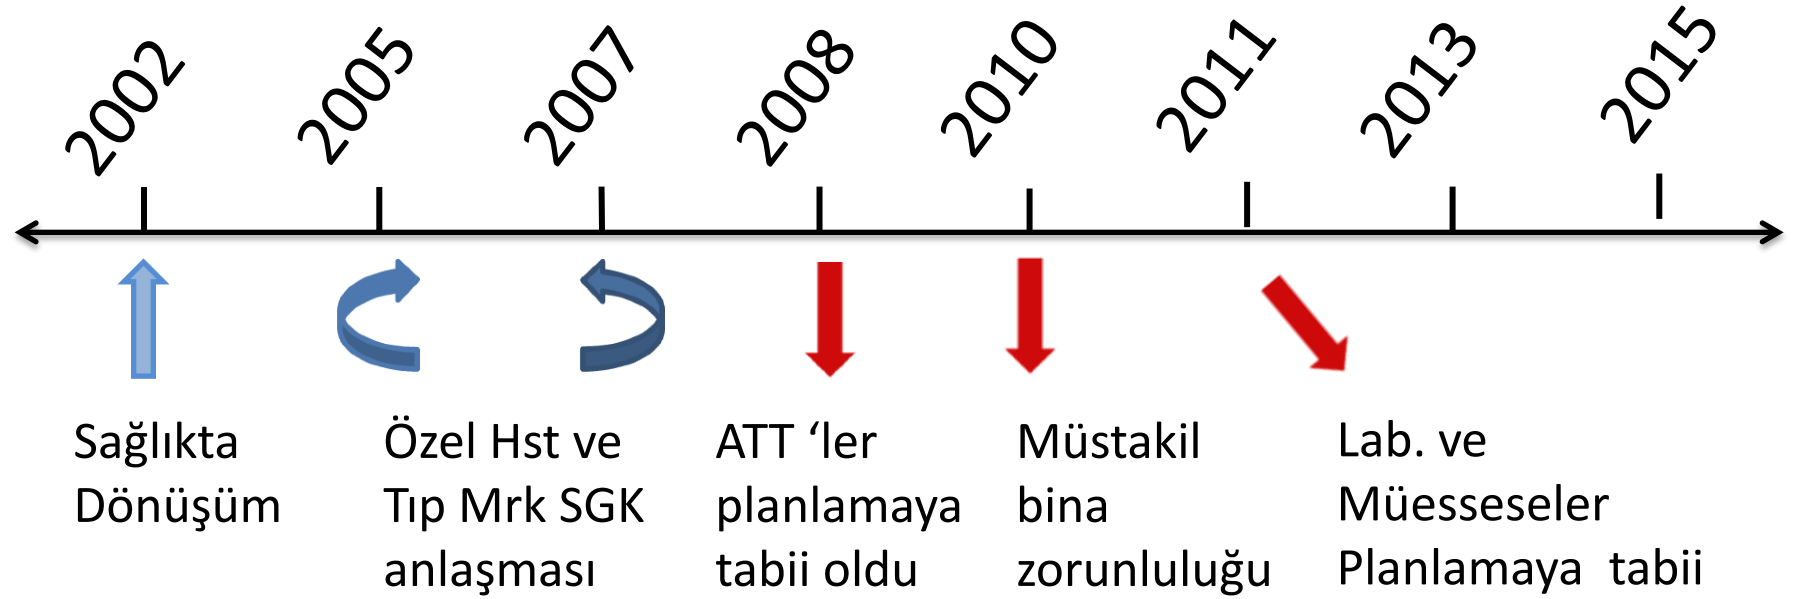 2002 2005 2007 2008 2010 2011 2013 2015
Sağlıkta
Dönüşüm
Özel Hst ve
Tıp Mrk SGK
anlaşması
ATT ‘ler
planlamaya
tabii oldu
Müstakil
bina
zorunluluğu
Lab. ve
Müesseseler
Planlamaya tabii